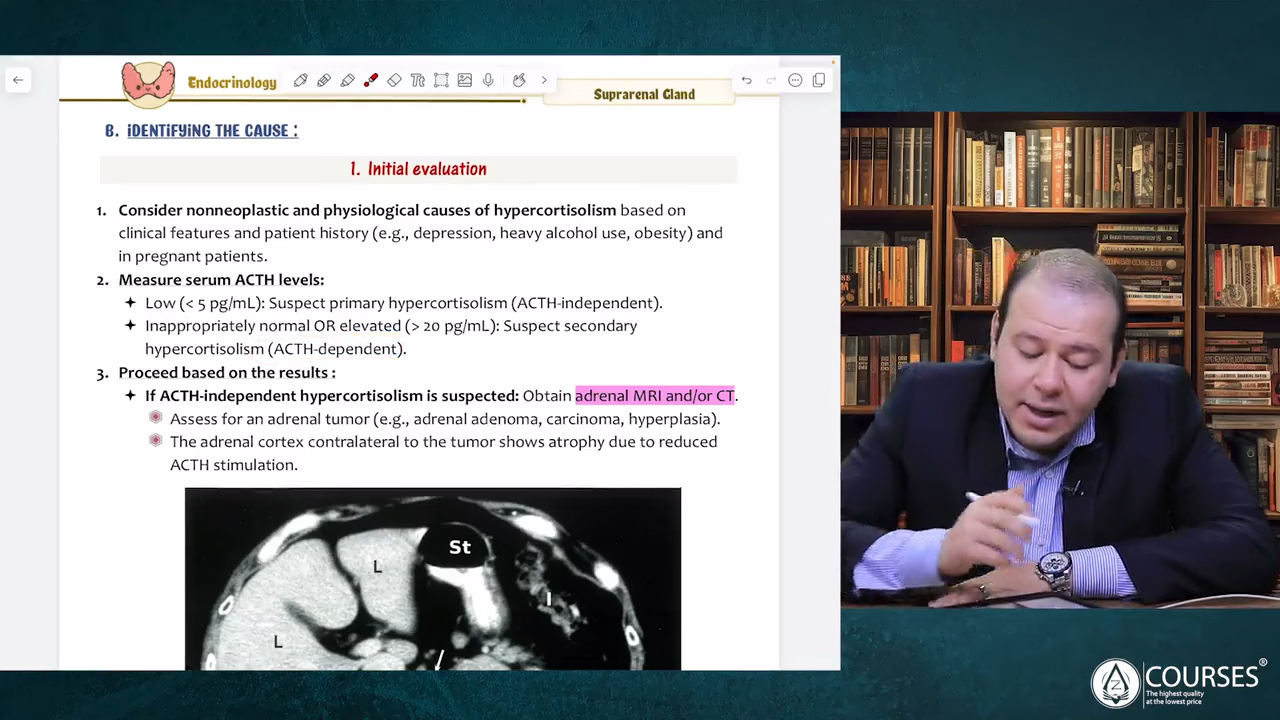 Endocrinology
Tt
Suprarenal Gland
B. IDENTIFYING THE CAUSE :
1. Initial evaluation
1. Consider nonneoplastic and physiological causes of hypercortisolism based on
clinical features and patient history (e.g., depression, heavy alcohol use, obesity) and
in pregnant patients.
2. Measure serum ACTH levels:
Low (< 5 pg/mL): Suspect primary hypercortisolism (ACTH-independent).
Inappropriately normal OR elevated (> 20 pg/mL): Suspect secondary
hypercortisolism (ACTH-dependent).
3. Proceed based on the results :
If ACTH-independent hypercortisolism is suspected: Obtain adrenal MRI and/or CT.
Assess for an adrenal tumor (e.g., adrenal adenoma, carcinoma, hyperplasia).
The adrenal cortex contralateral to the tumor shows atrophy due to reduced
ACTH stimulation.
St
L
I
L
Z
COURSES®
The highest quality
at the lowest price